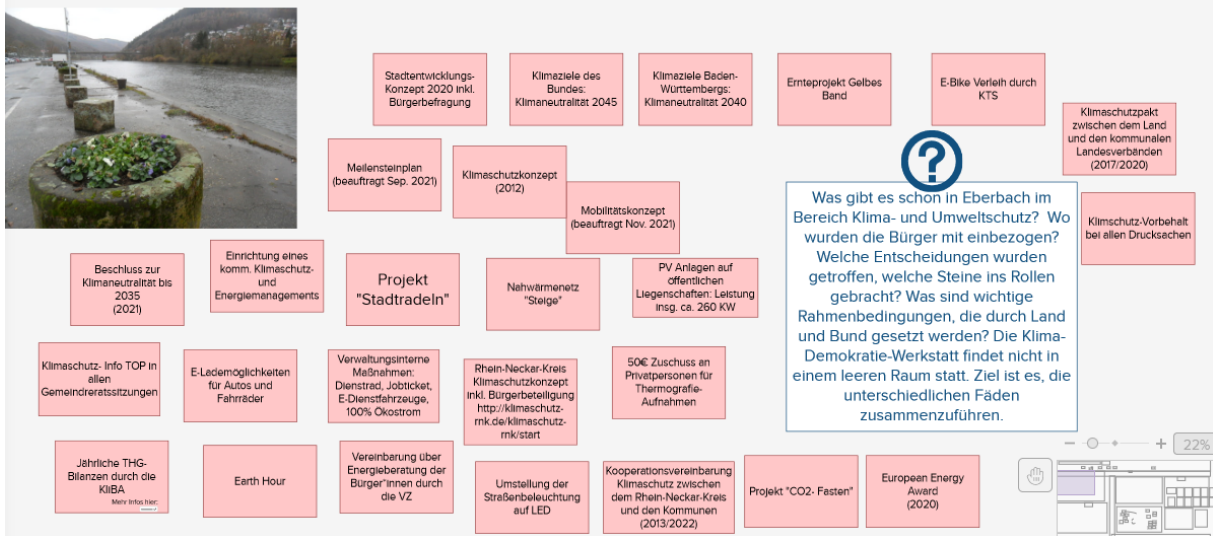 Stadtentwicklungs-
Konzept 2020 inkl.
Bürgerbefragung
Klimaziele des
Bundes:
Klimaneutralität 2045
Klimaziele Baden-
Württembergs:
Klimaneutralität 2040
Ernteprojekt Gelbes
Band
E-Bike Verleih durch
KTS
Klimaschutzpakt
zwischen dem Land
und den kommunalen
Landesverbänden
(2017/2020)
Meilensteinplan
(beauftragt Sep. 2021)
Klimaschutzkonzept
(2012)
Mobilitätskonzept
(beauftragt Nov. 2021)
?
Was gibt es schon in Eberbach im
Bereich Klima- und Umweltschutz? Wo
wurden die Bürger mit einbezogen?
Welche Entscheidungen wurden
getroffen, welche Steine ins Rollen
gebracht? Was sind wichtige
Rahmenbedingungen, die durch Land
und Bund gesetzt werden? Die Klima-
Demokratie-Werkstatt findet nicht in
einem leeren Raum statt. Ziel ist es, die
unterschiedlichen Fäden
zusammenzuführen.
Klimschutz-Vorbehalt
bei allen Drucksachen
Beschluss zur
Klimaneutralität bis
2035
(2021)
Einrichtung eines
komm. Klimaschutz-
und
Energiemanagements
Projekt
"Stadtradeln"
Nahwärmenetz
"Steige"
PV Anlagen auf
öffentlichen
Liegenschaften: Leistung
insg. ca. 260 KW
Klimaschutz- Info TOP in
allen
Gemeindreratssitzungen
E-Lademöglichkeiten
für Autos und
Fahrräder
Verwaltungsinterne
Maßnahmen:
Dienstrad, Jobticket,
E-Dienstfahrzeuge,
100% Ökostrom
Rhein-Neckar-Kreis
Klimaschutzkonzept
inkl. Bürgerbeteiligung
http://klimaschutz-
rnk.de/klimaschutz-
rnk/start
50€ Zuschuss an
Privatpersonen für
Thermografie-
Aufnahmen
Jährliche THG-
Bilanzen durch die
KliBA
Mehr Infos hier:
Earth Hour
Vereinbarung über
Energieberatung der
Bürger*innen durch
die VZ
Umstellung der
Straßenbeleuchtung
auf LED
Kooperationsvereinbarung
Klimaschutz zwischen
dem Rhein-Neckar-Kreis
und den Kommunen
(2013/2022)
Projekt "CO2- Fasten"
European Energy
Award
(2020)
22%